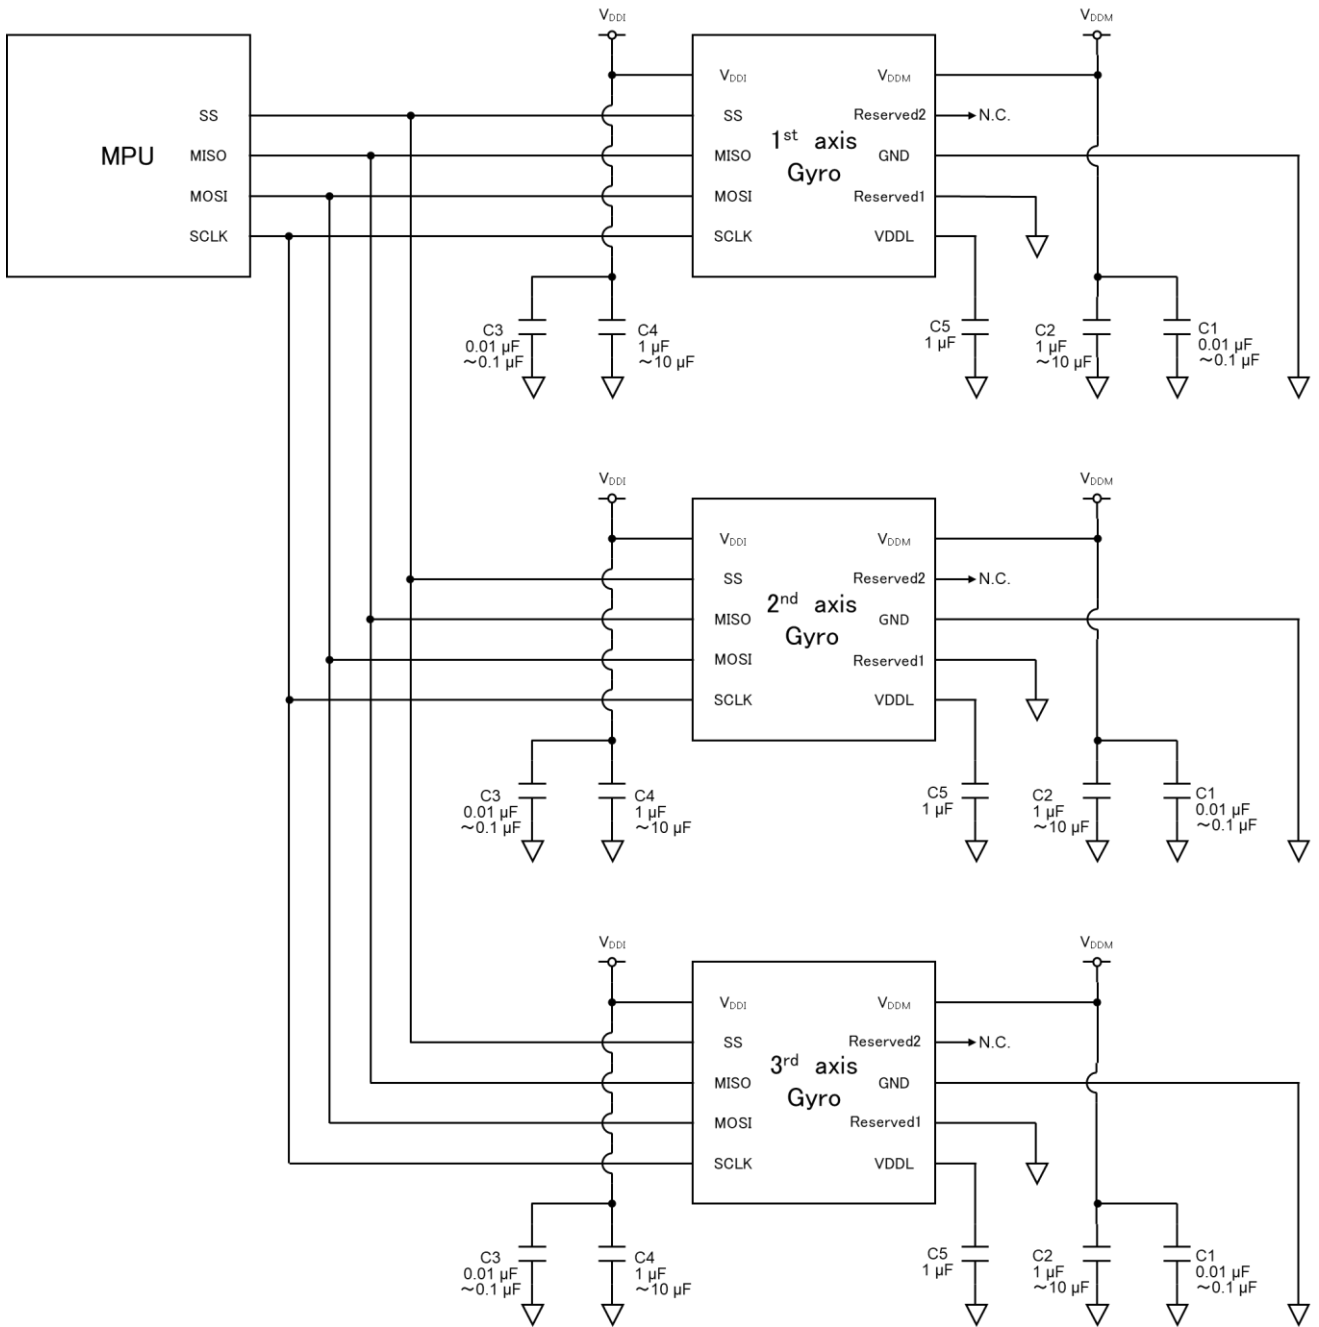 VDDI
VDDM
MPU
SS
MISO
MOSI
SCLK
VDDI
SS
MISO
MOSI
SCLK
1st axis
Gyro
VDDM
Reserved2
GND
Reserved1
VDDL
N.C.
C3
0.01 µF
～0.1 µF
C4
1 µF
～10 µF
C5
1 µF
C2
1 µF
～10 µF
C1
0.01 µF
～0.1 µF
VDDI
VDDM
VDDI
SS
MISO
MOSI
SCLK
2nd axis
Gyro
VDDM
Reserved2
GND
Reserved1
VDDL
N.C.
C3
0.01 µF
～0.1 µF
C4
1 µF
～10 µF
C5
1 µF
C2
1 µF
～10 µF
C1
0.01 µF
～0.1 µF
VDDI
VDDM
VDDI
SS
MISO
MOSI
SCLK
3rd axis
Gyro
VDDM
Reserved2
GND
Reserved1
VDDL
N.C.
C3
0.01 µF
～0.1 µF
C4
1 µF
～10 µF
C5
1 µF
C2
1 µF
～10 µF
C1
0.01 µF
～0.1 µF